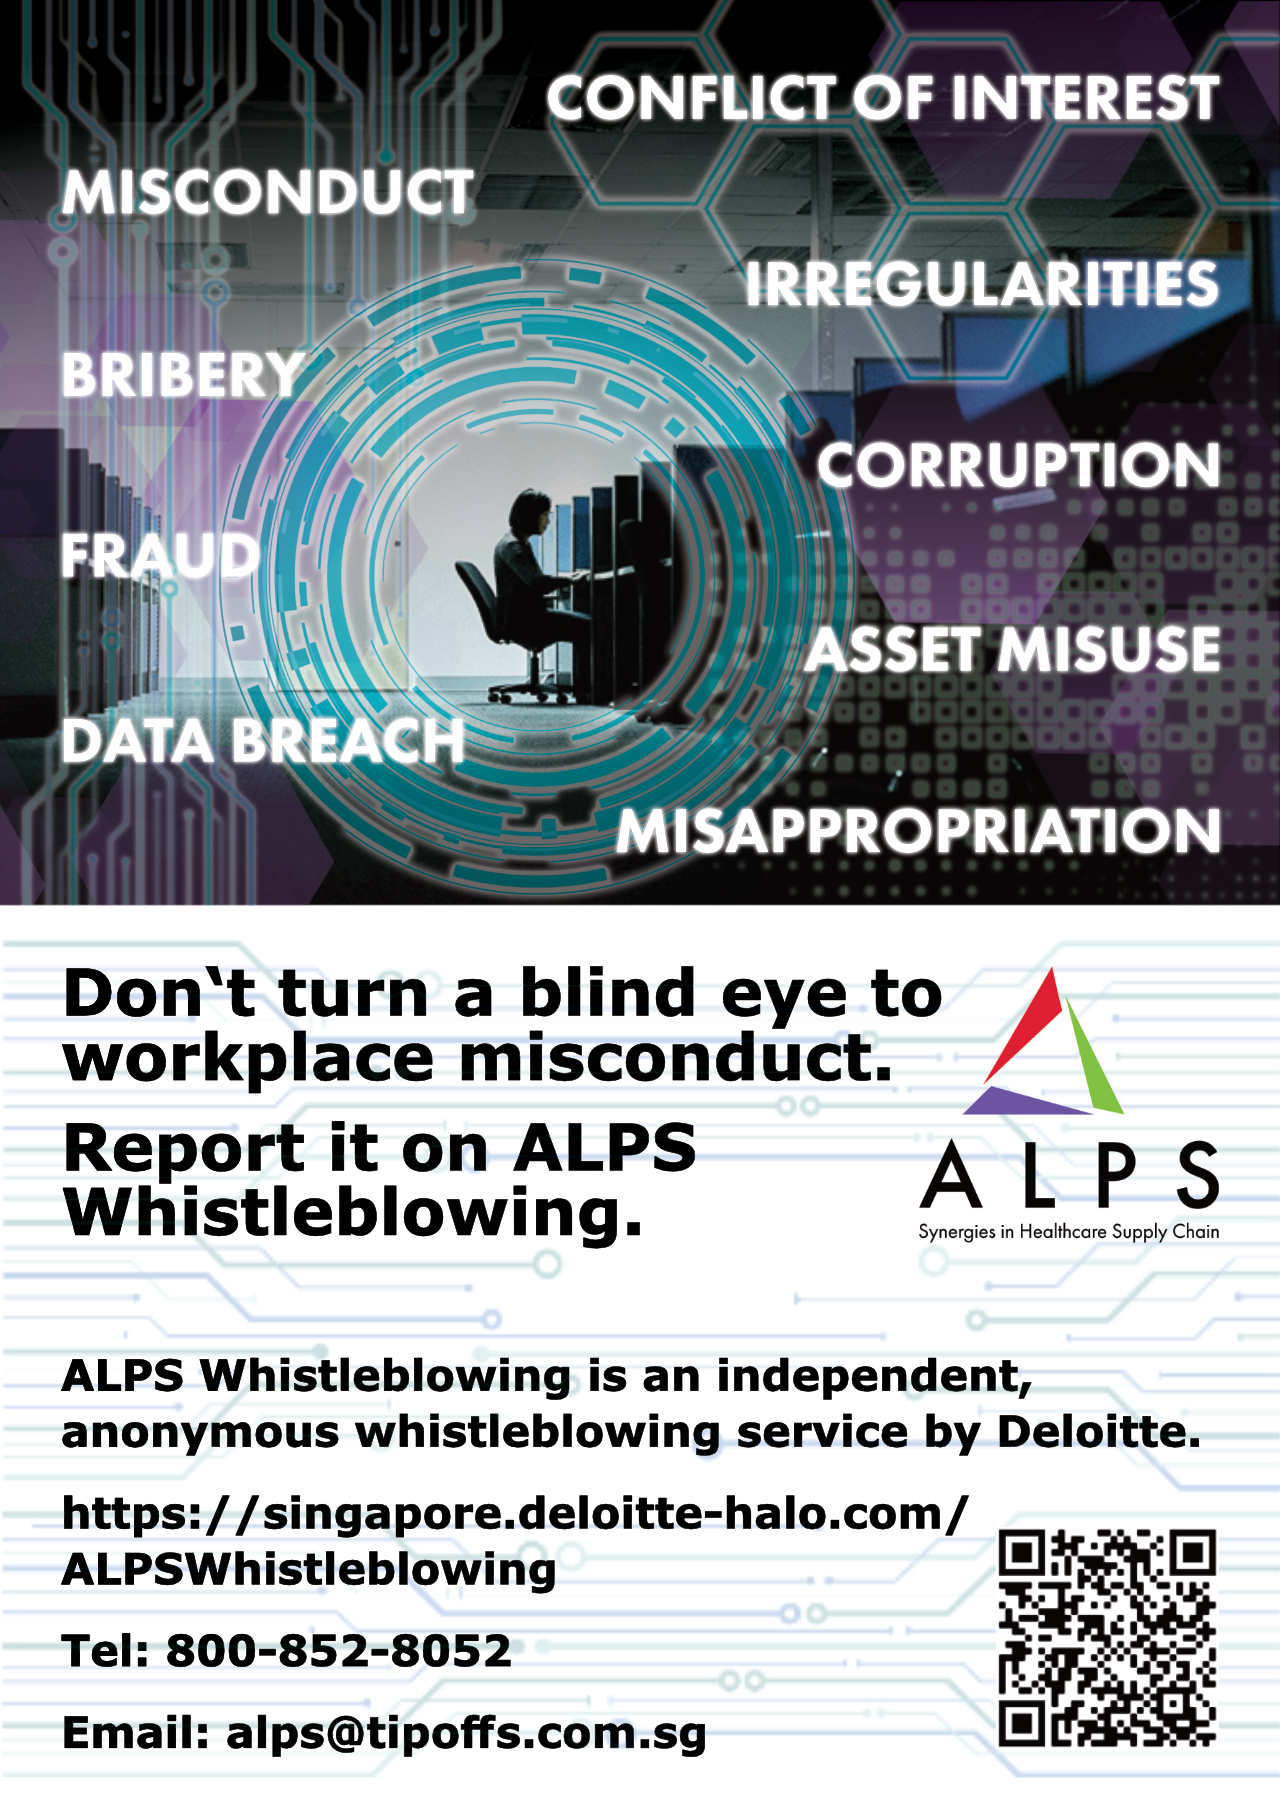 CONFLICT OF INTEREST
MISCONDUCT
IRREGULARITIES
BRIBERY
CORRUPTION
FRAUD
ASSET MISUSE
DATA BREACH
MISAPPROPRIATION
Don‘t turn a blind eye to
workplace misconduct.
Report it on ALPS
Whistleblowing.
ALPS
Synergies in Healthcare Supply Chain
ALPS Whistleblowing is an independent,
anonymous whistleblowing service by Deloitte.
https://singapore.deloitte-halo.com/
ALPSWhistleblowing
Tel: 800-852-8052
Email: alps@tipoffs.com.sg